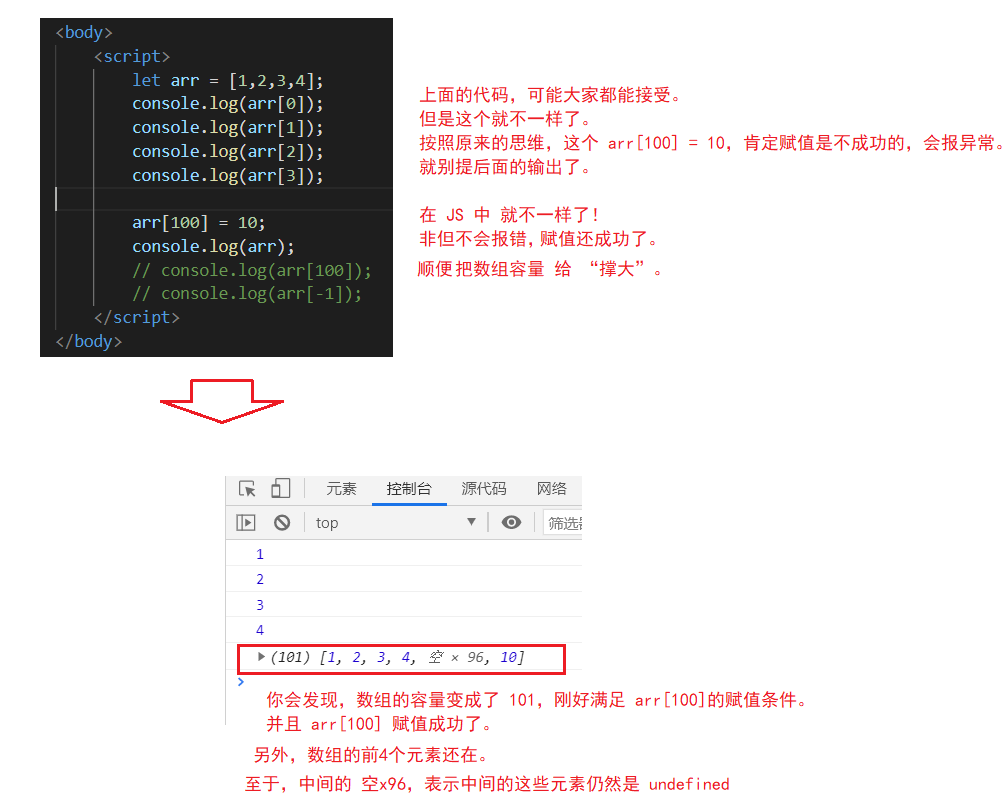 <body>
<script>
let arr = [1,2,3,4];
console.log(arr[0]);
console.log(arr[1]);
console.log(arr[2]);
console.log(arr[3]);
arr[100] = 10;
console.log(arr);
// console.log(arr[100]);
// console.log(arr[-1]);
</script>
</body>
上面的代码，可能大家都能接受。
但是这个就不一样了。
按照原来的思维，这个 arr[100] = 10，肯定赋值是不成功的，会报异常。
就别提后面的输出了。
在 JS 中 就不一样了！
非但不会报错，赋值还成功了。
顺便把数组容量 给 “撑大”。
元素 控制台 源代码 网络
top ▼ 筛选
1
2
3
4
(101) [1, 2, 3, 4, 空 × 96, 10]
>
你会发现，数组的容量变成了 101，刚好满足 arr[100]的赋值条件。
并且 arr[100] 赋值成功了。
另外，数组的前4个元素还在。
至于，中间的 空x96，表示中间的这些元素仍然是 undefined